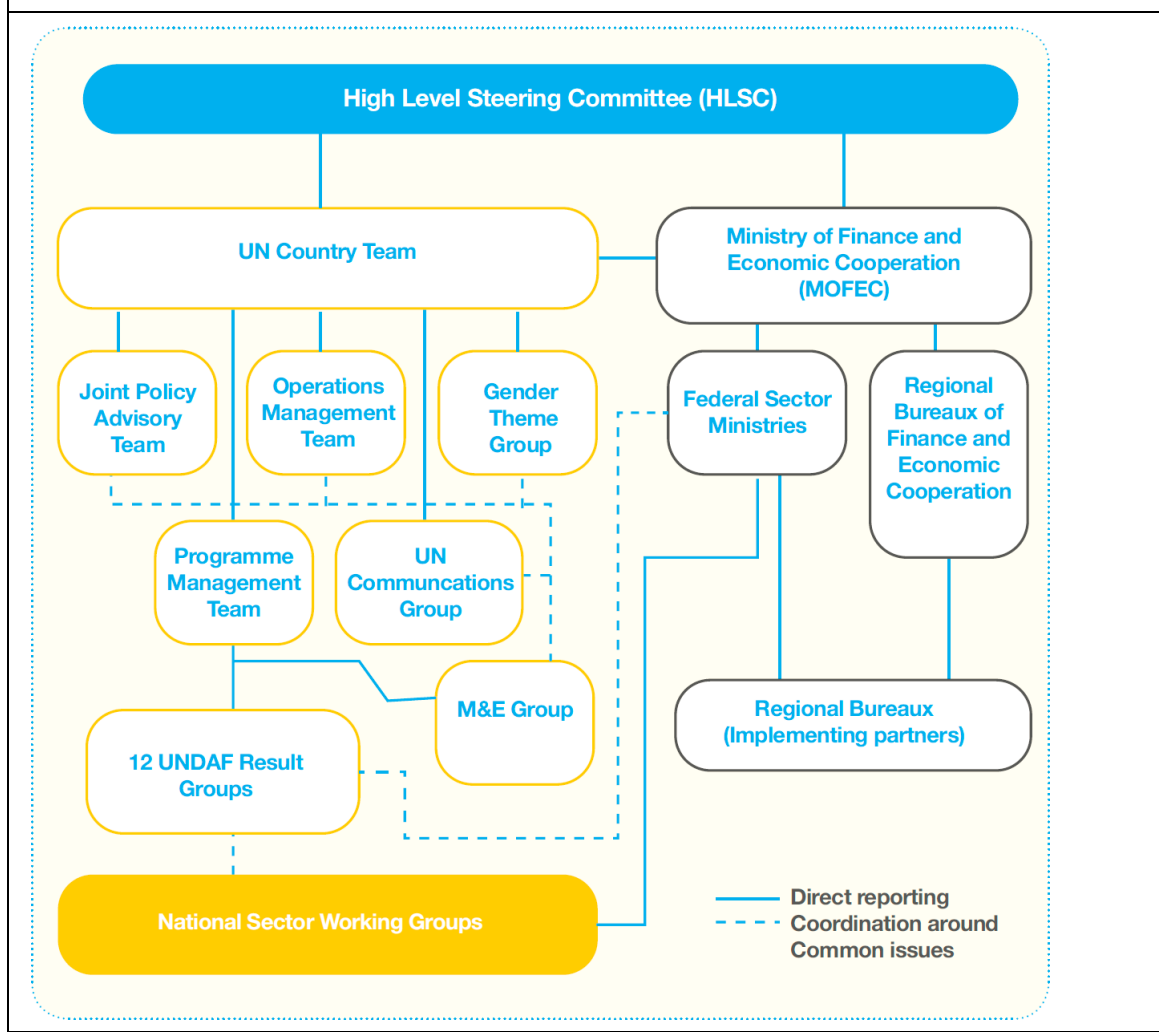 High Level Steering Committee (HLSC)
UN Country Team
Ministry of Finance and
Economic Cooperation
(MOFEC)
Joint Policy
Advisory
Team
Operations
Management
Team
Gender
Theme
Group
Federal Sector
Ministries
Regional
Bureaux of
Finance and
Economic
Cooperation
Programme
Management
Team
UN
Communcations
Group
M&E Group
Regional Bureaux
(Implementing partners)
12 UNDAF Result
Groups
National Sector Working Groups
Direct reporting
Coordination around
Common issues